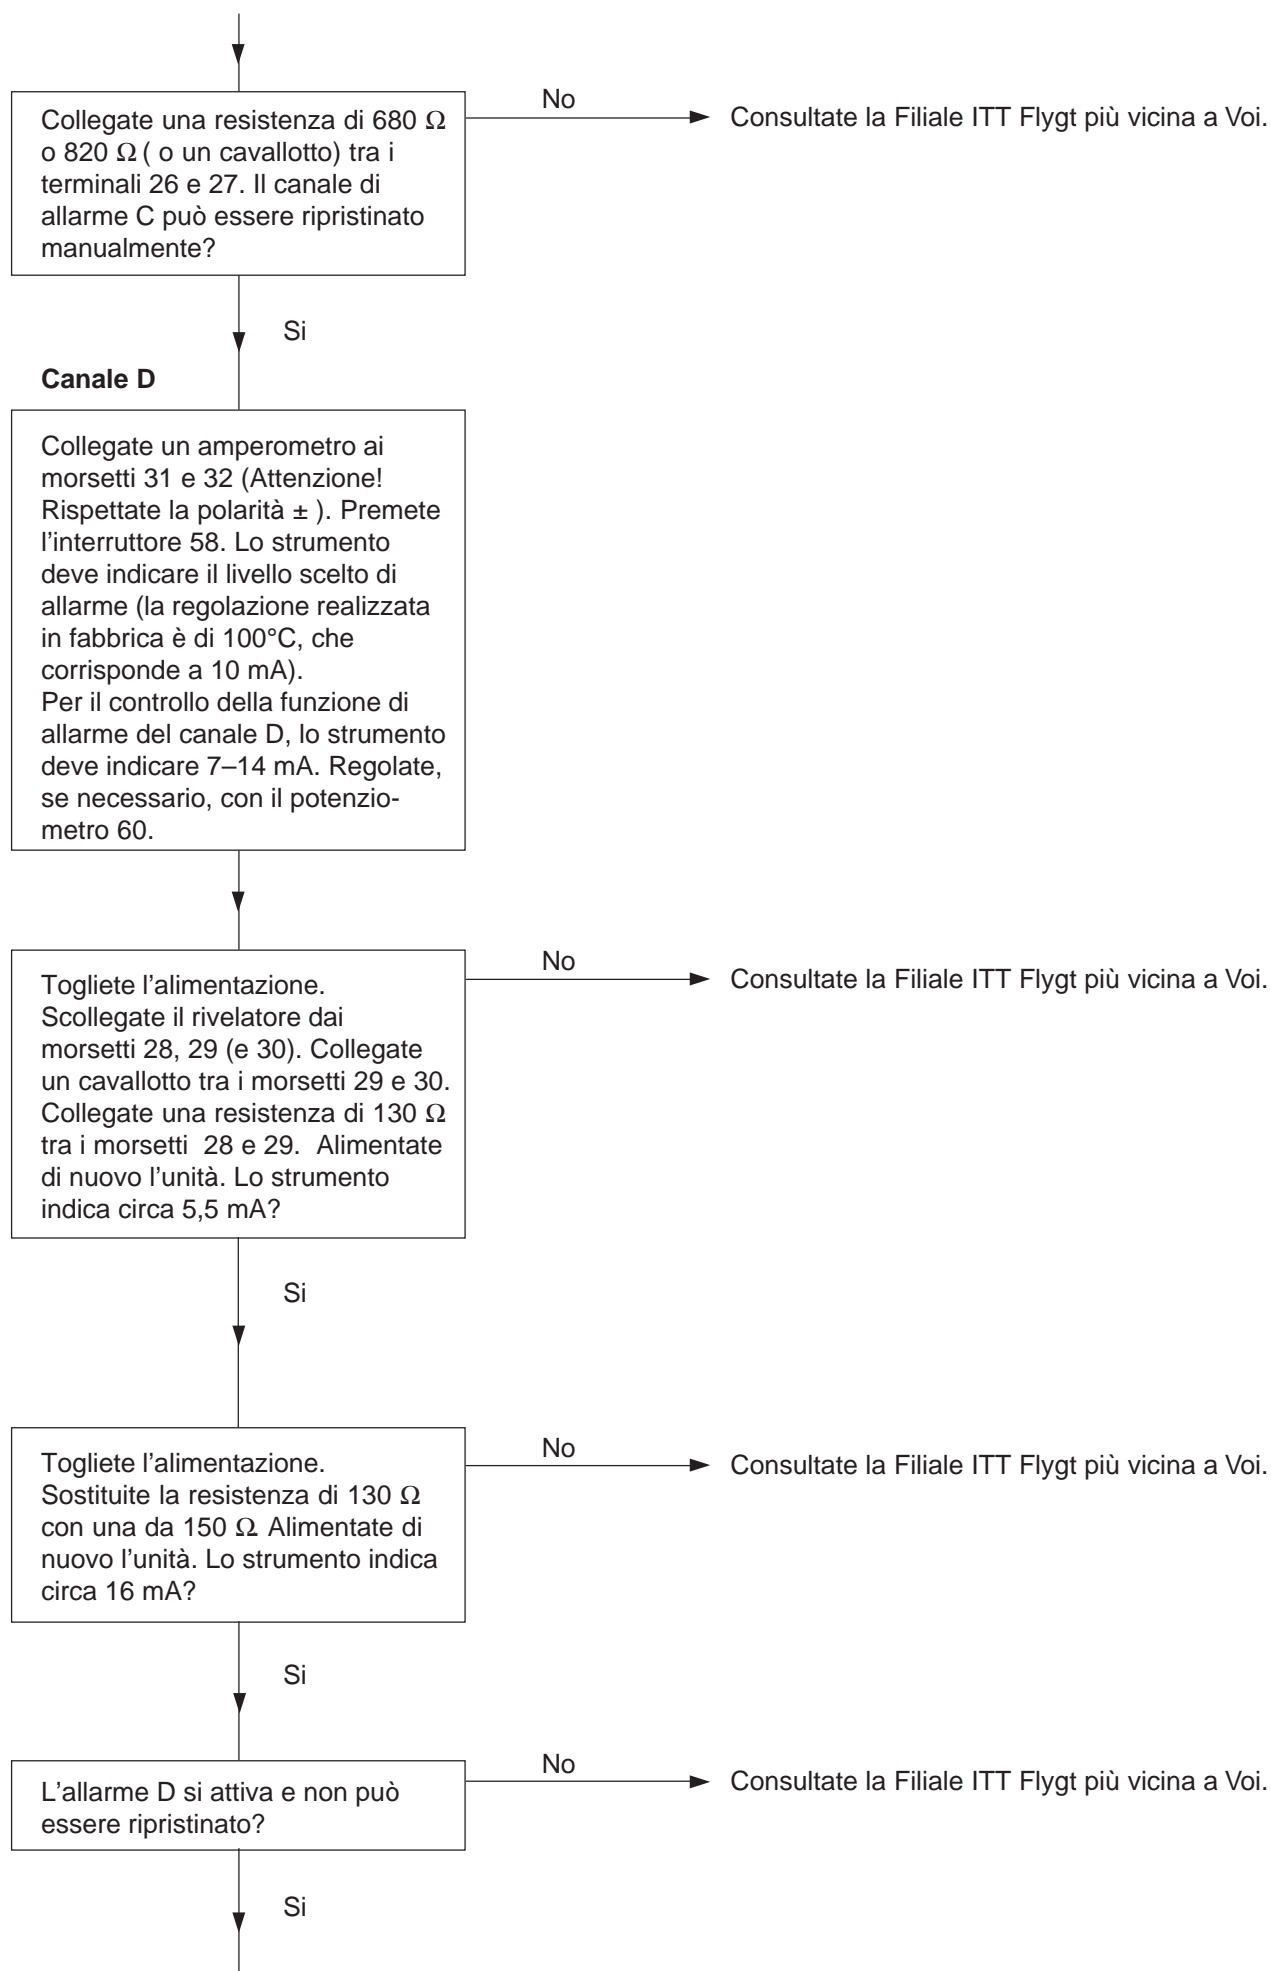 Collegate una resistenza di 680 Ω
o 820 Ω ( o un cavallotto) tra i
terminali 26 e 27. Il canale di
allarme C può essere ripristinato
manualmente?
No
Consultate la Filiale ITT Flygt più vicina a Voi.
Si
Canale D
Collegate un amperometro ai
morsetti 31 e 32 (Attenzione!
Rispettate la polarità ± ). Premete
l’interruttore 58. Lo strumento
deve indicare il livello scelto di
allarme (la regolazione realizzata
in fabbrica è di 100°C, che
corrisponde a 10 mA).
Per il controllo della funzione di
allarme del canale D, lo strumento
deve indicare 7–14 mA. Regolate,
se necessario, con il potenzio-
metro 60.
Togliete l’alimentazione.
Scollegate il rivelatore dai
morsetti 28, 29 (e 30). Collegate
un cavallotto tra i morsetti 29 e 30.
Collegate una resistenza di 130 Ω
tra i morsetti  28 e 29.  Alimentate
di nuovo l’unità. Lo strumento
indica circa 5,5 mA?
No
Consultate la Filiale ITT Flygt più vicina a Voi.
Si
Togliete l’alimentazione.
Sostituite la resistenza di 130 Ω
con una da 150 Ω. Alimentate di
nuovo l’unità. Lo strumento indica
circa 16 mA?
No
Consultate la Filiale ITT Flygt più vicina a Voi.
Si
L’allarme D si attiva e non può
essere ripristinato?
No
Consultate la Filiale ITT Flygt più vicina a Voi.
Si